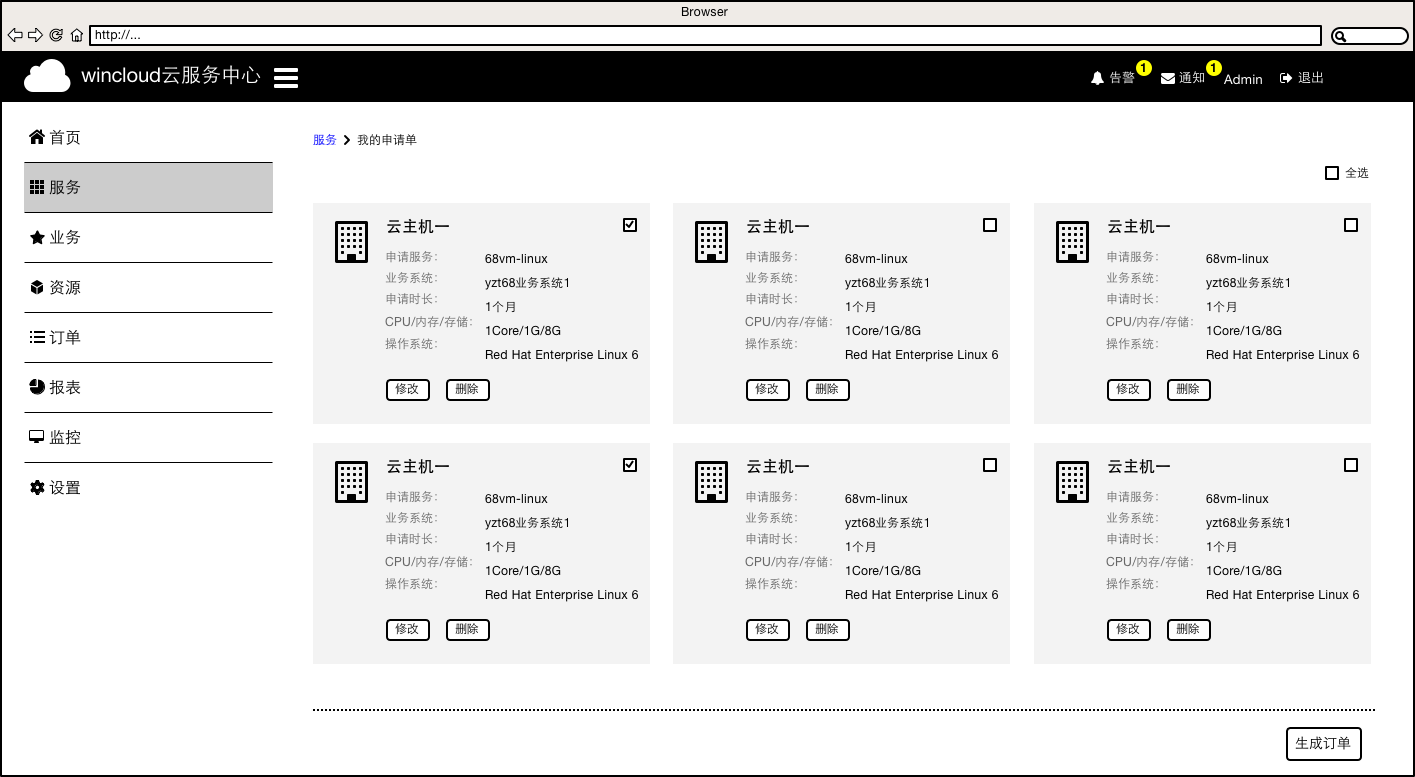 Browser
http://...
wincloud云服务中心
告警 1 通知 1 Admin 退出
首页
服务
业务
资源
订单
报表
监控
设置
服务 我的申请单
全选
云主机一
申请服务: 68vm-linux
业务系统: yzt68业务系统1
申请时长: 1个月
CPU/内存/存储: 1Core/1G/8G
操作系统: Red Hat Enterprise Linux 6
修改 删除
云主机一
申请服务: 68vm-linux
业务系统: yzt68业务系统1
申请时长: 1个月
CPU/内存/存储: 1Core/1G/8G
操作系统: Red Hat Enterprise Linux 6
修改 删除
云主机一
申请服务: 68vm-linux
业务系统: yzt68业务系统1
申请时长: 1个月
CPU/内存/存储: 1Core/1G/8G
操作系统: Red Hat Enterprise Linux 6
修改 删除
云主机一
申请服务: 68vm-linux
业务系统: yzt68业务系统1
申请时长: 1个月
CPU/内存/存储: 1Core/1G/8G
操作系统: Red Hat Enterprise Linux 6
修改 删除
云主机一
申请服务: 68vm-linux
业务系统: yzt68业务系统1
申请时长: 1个月
CPU/内存/存储: 1Core/1G/8G
操作系统: Red Hat Enterprise Linux 6
修改 删除
云主机一
申请服务: 68vm-linux
业务系统: yzt68业务系统1
申请时长: 1个月
CPU/内存/存储: 1Core/1G/8G
操作系统: Red Hat Enterprise Linux 6
修改 删除
生成订单